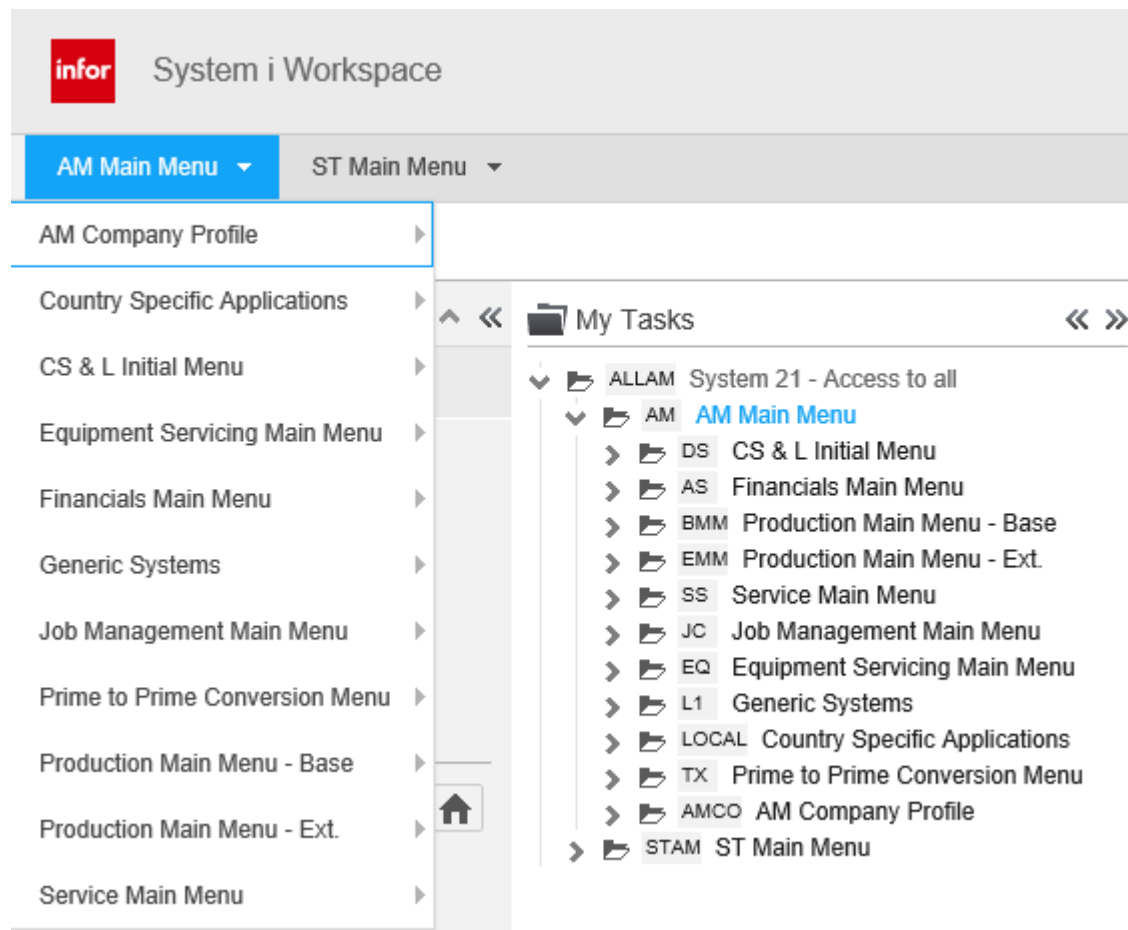 infor System i Workspace
AM Main Menu ST Main Menu
AM Company Profile
Country Specific Applications
CS & L Initial Menu
Equipment Servicing Main Menu
Financials Main Menu
Generic Systems
Job Management Main Menu
Prime to Prime Conversion Menu
Production Main Menu - Base
Production Main Menu - Ext.
Service Main Menu
My Tasks
ALLAM System 21 - Access to all
AM AM Main Menu
DS CS & L Initial Menu
AS Financials Main Menu
BMM Production Main Menu - Base
EMM Production Main Menu - Ext.
SS Service Main Menu
JC Job Management Main Menu
EQ Equipment Servicing Main Menu
L1 Generic Systems
LOCAL Country Specific Applications
TX Prime to Prime Conversion Menu
AMCO AM Company Profile
STAM ST Main Menu